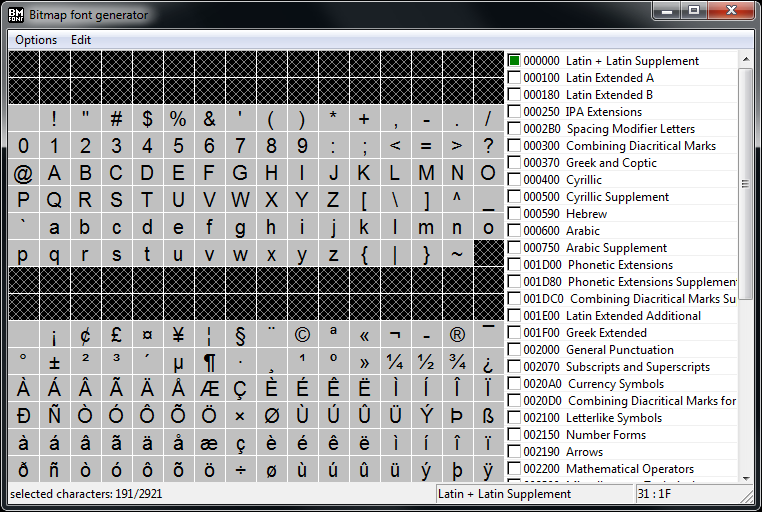 BM FONT Bitmap font generator
Options Edit
! " # $ % & ' ( ) * + , - . /
0 1 2 3 4 5 6 7 8 9 : ; < = > ?
@ A B C D E F G H I J K L M N O
P Q R S T U V W X Y Z [ \ ] ^ _
` a b c d e f g h i j k l m n o
p q r s t u v w x y z { | } ~
¡ ¢ £ ¤ ¥ ¦ § ¨ © ª « ¬ - ® ¯
° ± ² ³ ´ µ ¶ · ¸ ¹ º » ¼ ½ ¾ ¿
À Á Â Ã Ä Å Æ Ç È É Ê Ë Ì Í Î Ï
Ð Ñ Ò Ó Ô Õ Ö × Ø Ù Ú Û Ü Ý Þ ß
à á â ã ä å æ ç è é ê ë ì í î ï
ð ñ ò ó ô õ ö ÷ ø ù ú û ü ý þ ÿ
000000 Latin + Latin Supplement
000100 Latin Extended A
000180 Latin Extended B
000250 IPA Extensions
0002B0 Spacing Modifier Letters
000300 Combining Diacritical Marks
000370 Greek and Coptic
000400 Cyrillic
000500 Cyrillic Supplement
000590 Hebrew
000600 Arabic
000750 Arabic Supplement
001D00 Phonetic Extensions
001D80 Phonetic Extensions Supplemen
001DC0 Combining Diacritical Marks Su
001E00 Latin Extended Additional
001F00 Greek Extended
002000 General Punctuation
002070 Subscripts and Superscripts
0020A0 Currency Symbols
0020D0 Combining Diacritical Marks for
002100 Letterlike Symbols
002150 Number Forms
002190 Arrows
002200 Mathematical Operators
selected characters: 191/2921
Latin + Latin Supplement
31 : 1F